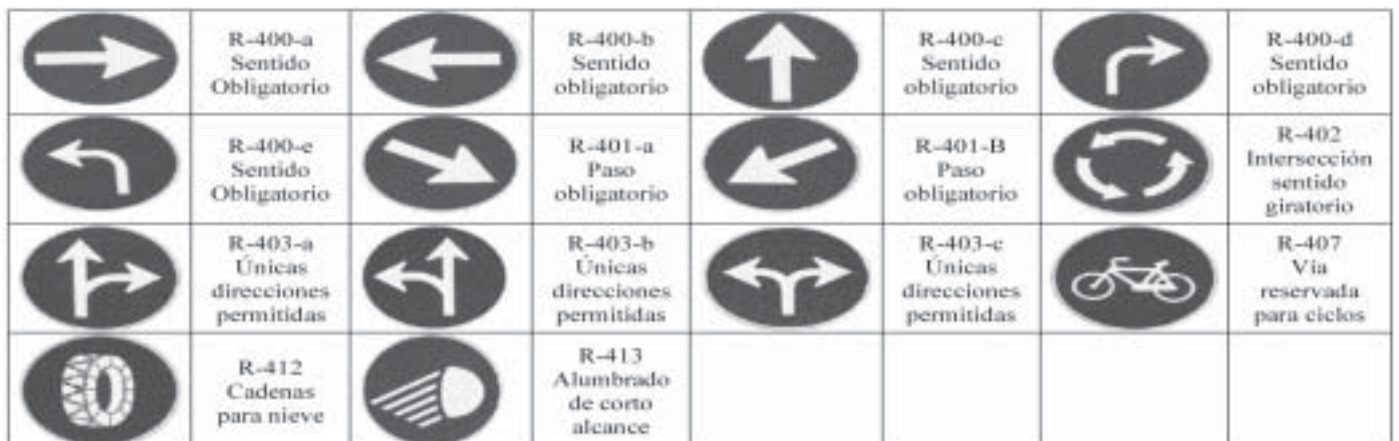 R-400-a
Sentido
Obligatorio
R-400-b
Sentido
obligatorio
R-400-c
Sentido
obligatorio
R-400-d
Sentido
obligatorio
R-400-e
Sentido
Obligatorio
R-401-a
Paso
obligatorio
R-401-B
Paso
obligatorio
R-402
Intersección
sentido
giratorio
R-403-a
Únicas
direcciones
permitidas
R-403-b
Únicas
direcciones
permitidas
R-403-c
Únicas
direcciones
permitidas
R-407
Via
reservada
para ciclos
R-412
Cadenas
para nieve
R-413
Alumbrado
de corto
alcance